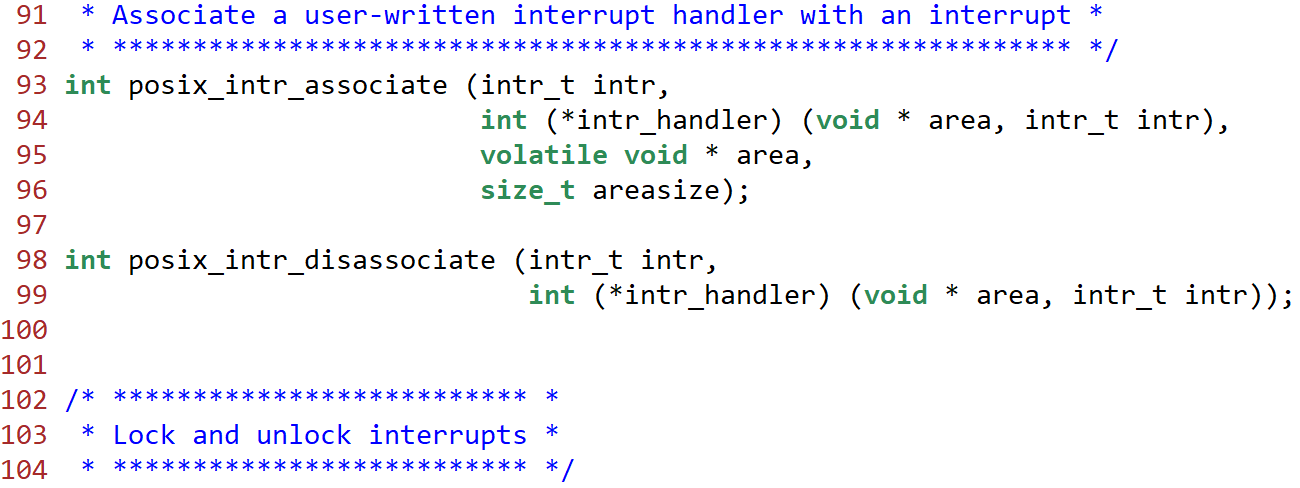 91  * Associate a user-written interrupt handler with an interrupt *
92  * ************************************************************ */
93 int posix_intr_associate (intr_t intr,
94                           int (*intr_handler) (void * area, intr_t intr),
95                           volatile void * area,
96                           size_t areasize);
97
98 int posix_intr_disassociate (intr_t intr,
99                              int (*intr_handler) (void * area, intr_t intr));
100
101
102 /* ************************** *
103  * Lock and unlock interrupts *
104  * ************************** */